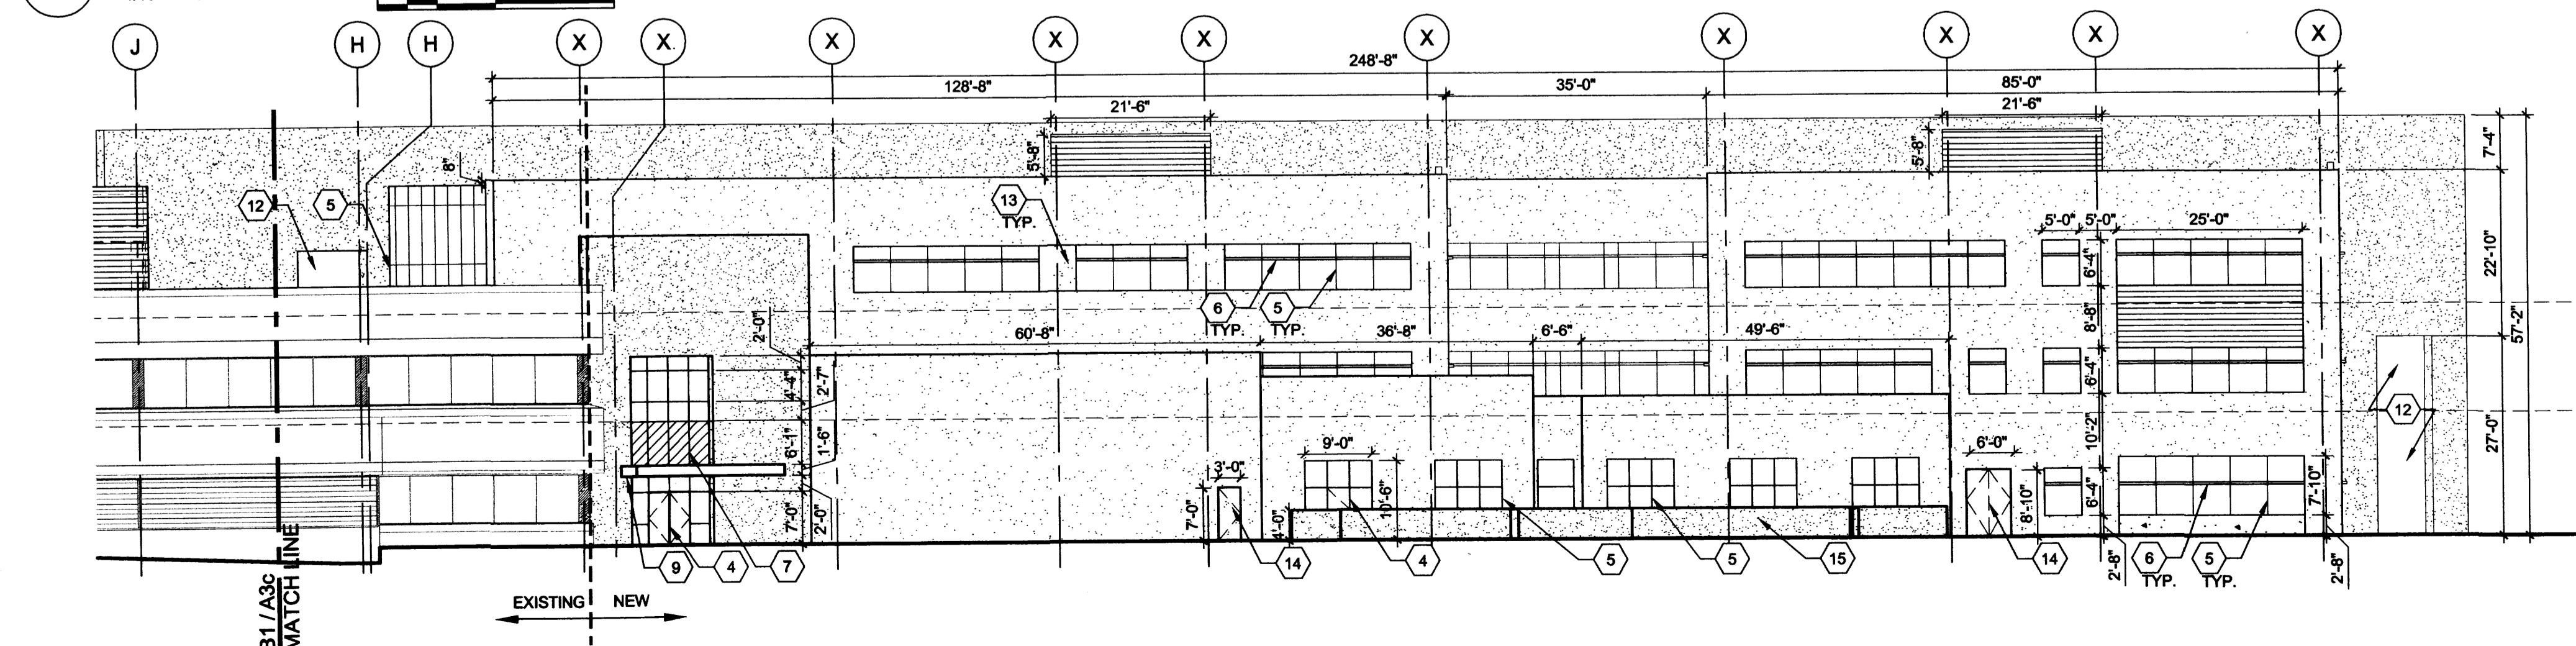 J H H X X. X X X X X X X X
248'-8"
128'-8" 35'-0" 85'-0"
21'-6" 21'-6"
5'-8" 5'-8" 7'-4"
8"
12 5 13
TYP.
5'-0" 5'-0" 25'-0"
6'-4" 22'-10"
6 5
TYP. TYP.
8'-8" 57'-2"
2'-0" 60'-8" 36'-8" 6'-6" 49'-6"
4'-4" 2'-7" 6'-4"
12
6'-1" 1'-6" 9'-0" 6'-0" 10'-2" 27'-0"
3'-0"
7'-0" 2'-0" 7'-0" 4'-0" 10'-6" 8'-10" 6'-4" 7'-10"
9 4 7 14 4 5 5 15 14 2'-8" 6 5 2'-8"
TYP. TYP.
B1 / A3c
MATCH LINE
EXISTING NEW